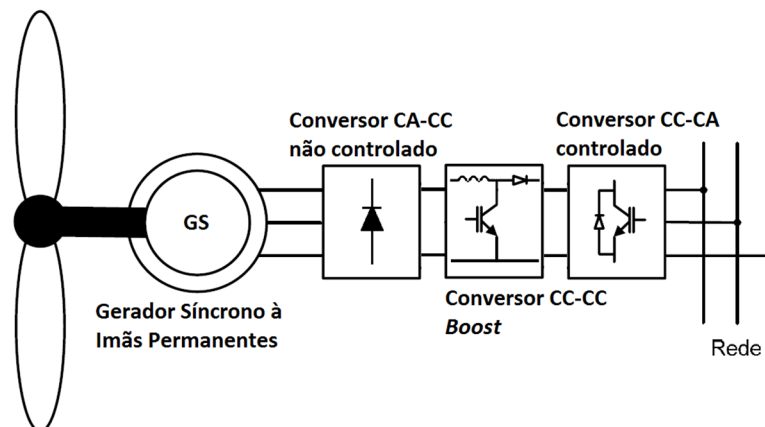 Conversor CA-CC
não controlado
Conversor CC-CA
controlado
GS
Gerador Síncrono à
Imãs Permanentes
Conversor CC-CC
Boost
Rede